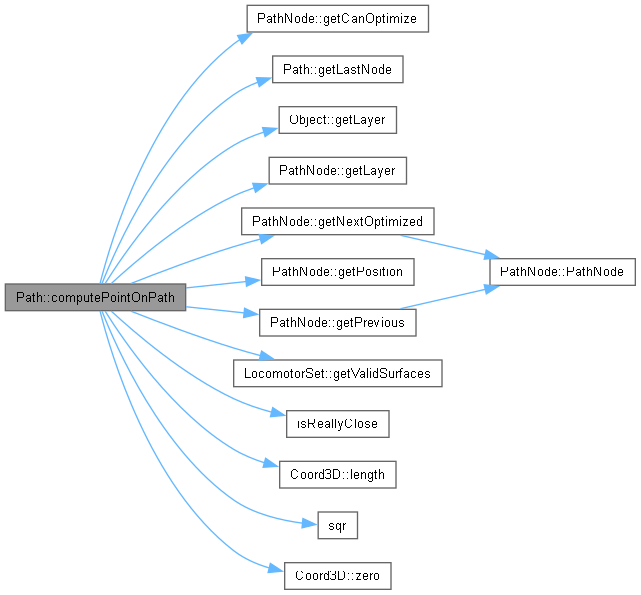 PathNode::getCanOptimize
Path::getLastNode
Object::getLayer
PathNode::getLayer
PathNode::getNextOptimized
PathNode::getPosition
PathNode::PathNode
Path::computePointOnPath
PathNode::getPrevious
LocomotorSet::getValidSurfaces
isReallyClose
Coord3D::length
sqr
Coord3D::zero